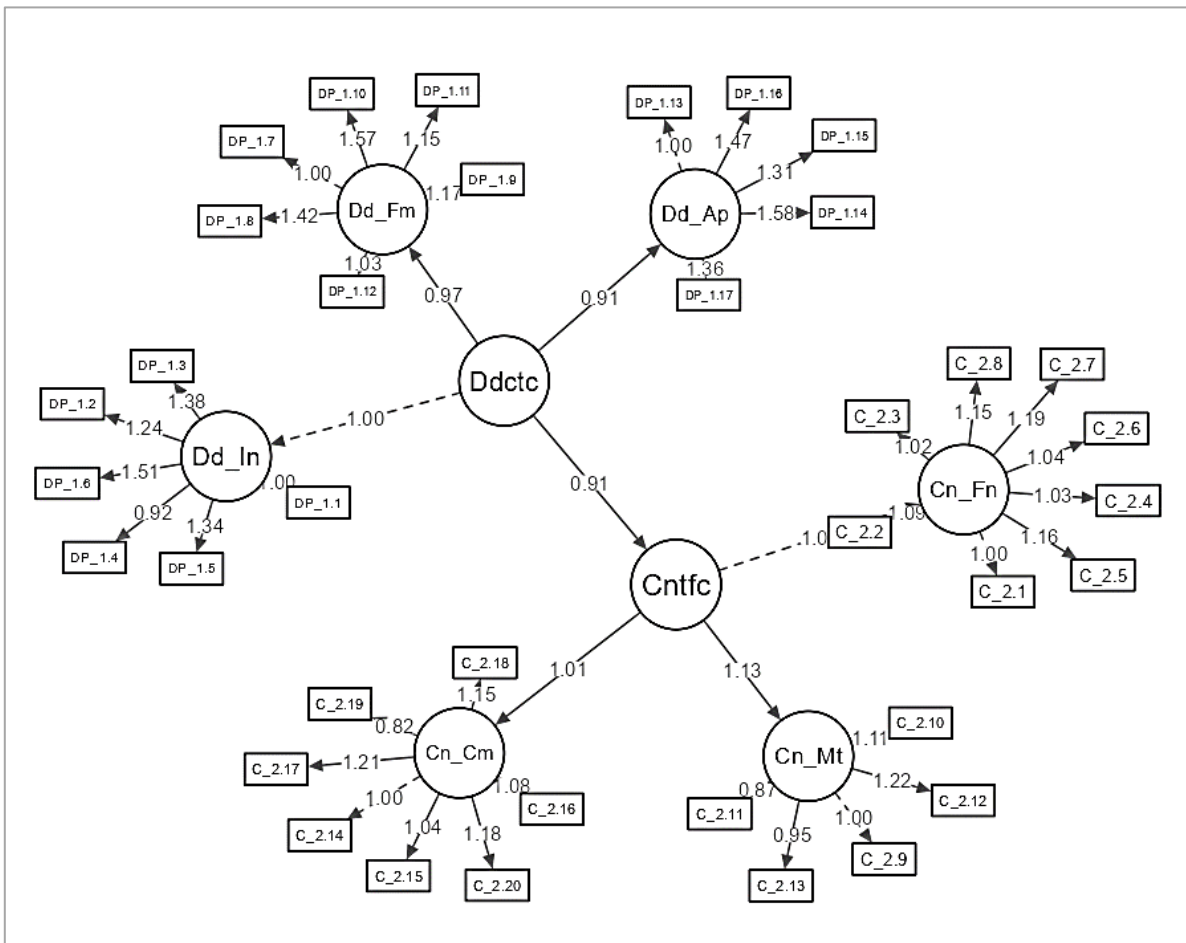 DP_1.10
DP_1.11
DP_1.7
1.57
1.15
1.00
DP_1.9
1.17
Dd_Fm
DP_1.8
1.42
1.03
DP_1.12
DP_1.13
DP_1.16
DP_1.15
1.00
1.47
1.31
Dd_Ap
1.58
DP_1.14
1.36
DP_1.17
0.97
0.91
Ddctc
1.00
0.91
DP_1.3
DP_1.2
1.38
1.24
Dd_In
DP_1.6
1.51
1.00
DP_1.1
0.92
1.34
DP_1.4
DP_1.5
C_2.8
C_2.7
C_2.3
1.15
1.19
C_2.6
1.02
1.04
Cn_Fn
1.03
C_2.4
1.09
C_2.2
1.0
1.16
1.00
C_2.5
C_2.1
Cntfc
1.01
1.13
C_2.18
C_2.19
1.15
0.82
Cn_Cm
C_2.17
1.21
1.00
1.08
C_2.16
C_2.14
1.04
1.18
C_2.15
C_2.20
C_2.10
1.11
Cn_Mt
1.22
C_2.12
0.87
C_2.11
0.95
1.00
C_2.9
C_2.13